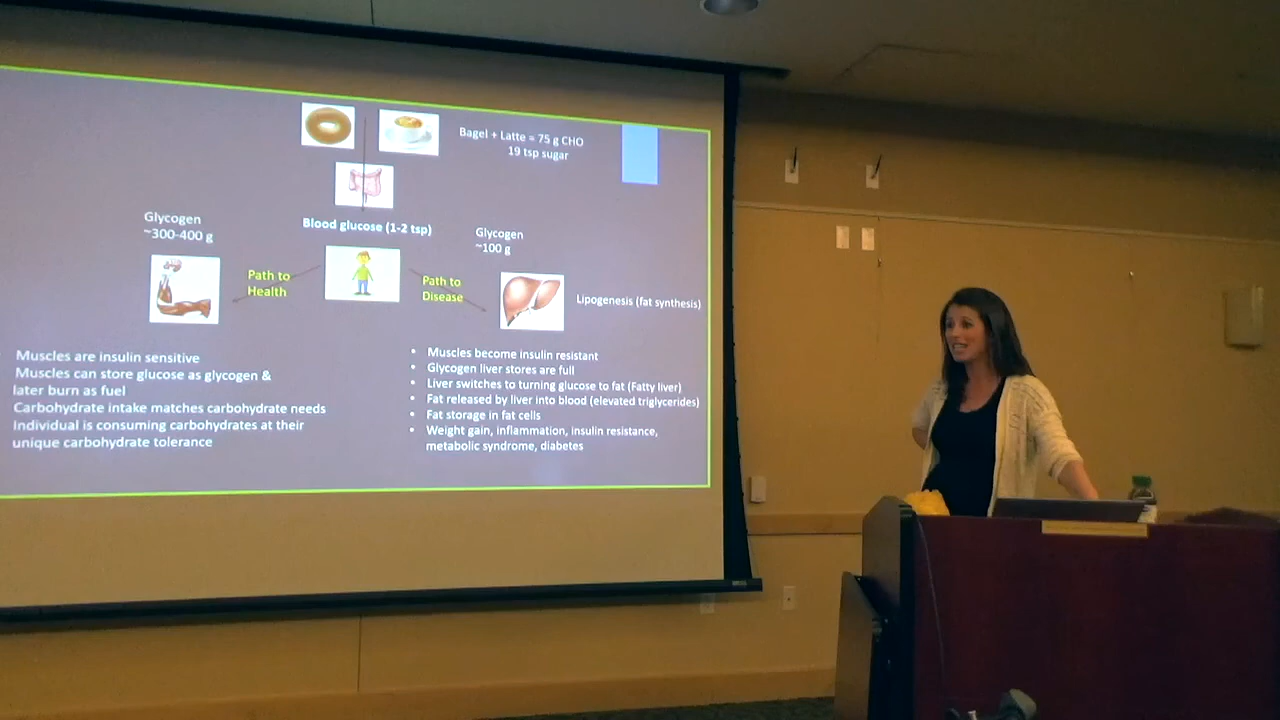 Bagel + Latte = 75 g CHO
19 tsp sugar
Blood glucose (1-2 tsp)
Glycogen
~300-400 g
Glycogen
~100 g
Path to
Health
Path to
Disease
Lipogenesis (fat synthesis)
Muscles are insulin sensitive
Muscles can store glucose as glycogen &
later burn as fuel
Carbohydrate intake matches carbohydrate needs
Individual is consuming carbohydrates at their
unique carbohydrate tolerance
• Muscles become insulin resistant
• Glycogen liver stores are full
• Liver switches to turning glucose to fat (Fatty liver)
• Fat released by liver into blood (elevated triglycerides)
• Fat storage in fat cells
• Weight gain, inflammation, insulin resistance,
metabolic syndrome, diabetes